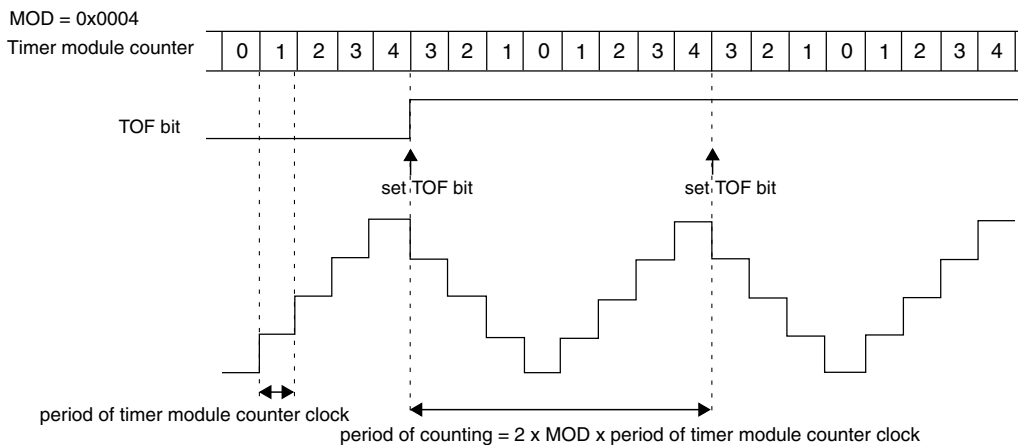 MOD = 0x0004
Timer module counter 0 1 2 3 4 3 2 1 0 1 2 3 4 3 2 1 0 1 2 3 4
TOF bit
set TOF bit set TOF bit
period of timer module counter clock
period of counting = 2 x MOD x period of timer module counter clock